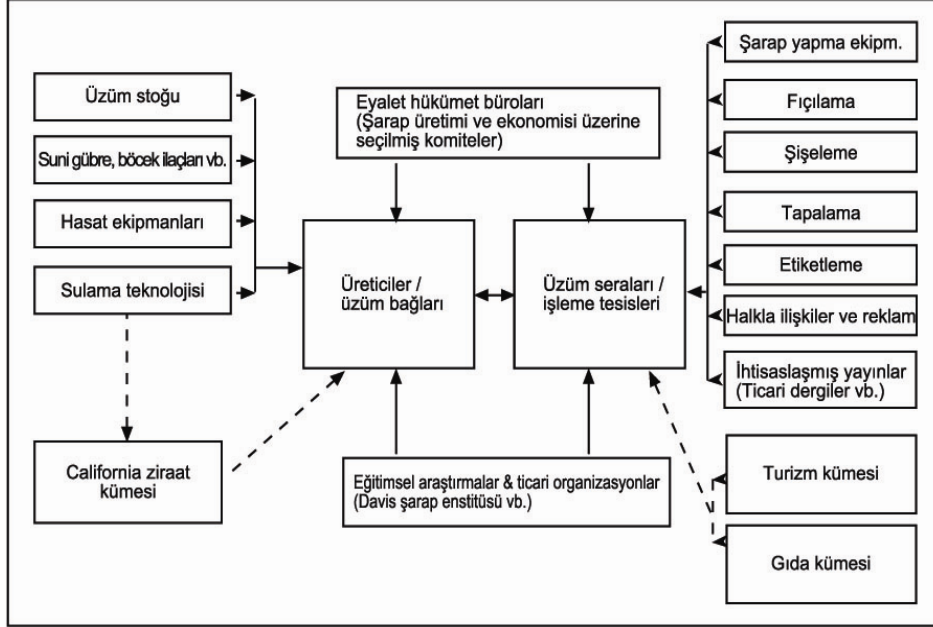 Üzüm stoğu
Suni gübre, böcek ilaçları vb.
Hasat ekipmanları
Sulama teknolojisi
California ziraat
kümesi
Eyalet hükümet büroları
(Şarap üretimi ve ekonomisi üzerine
seçilmiş komiteler)
Üreticiler /
üzüm bağları
Üzüm seraları /
işleme tesisleri
Eğitimsel araştırmalar & ticari organizasyonlar
(Davis şarap enstitüsü vb.)
Şarap yapma ekipm.
Fıçılama
Şişeleme
Tapalama
Etiketleme
Halkla ilişkiler ve reklam
İhtisaslaşmış yayınlar
(Ticari dergiler vb.)
Turizm kümesi
Gıda kümesi